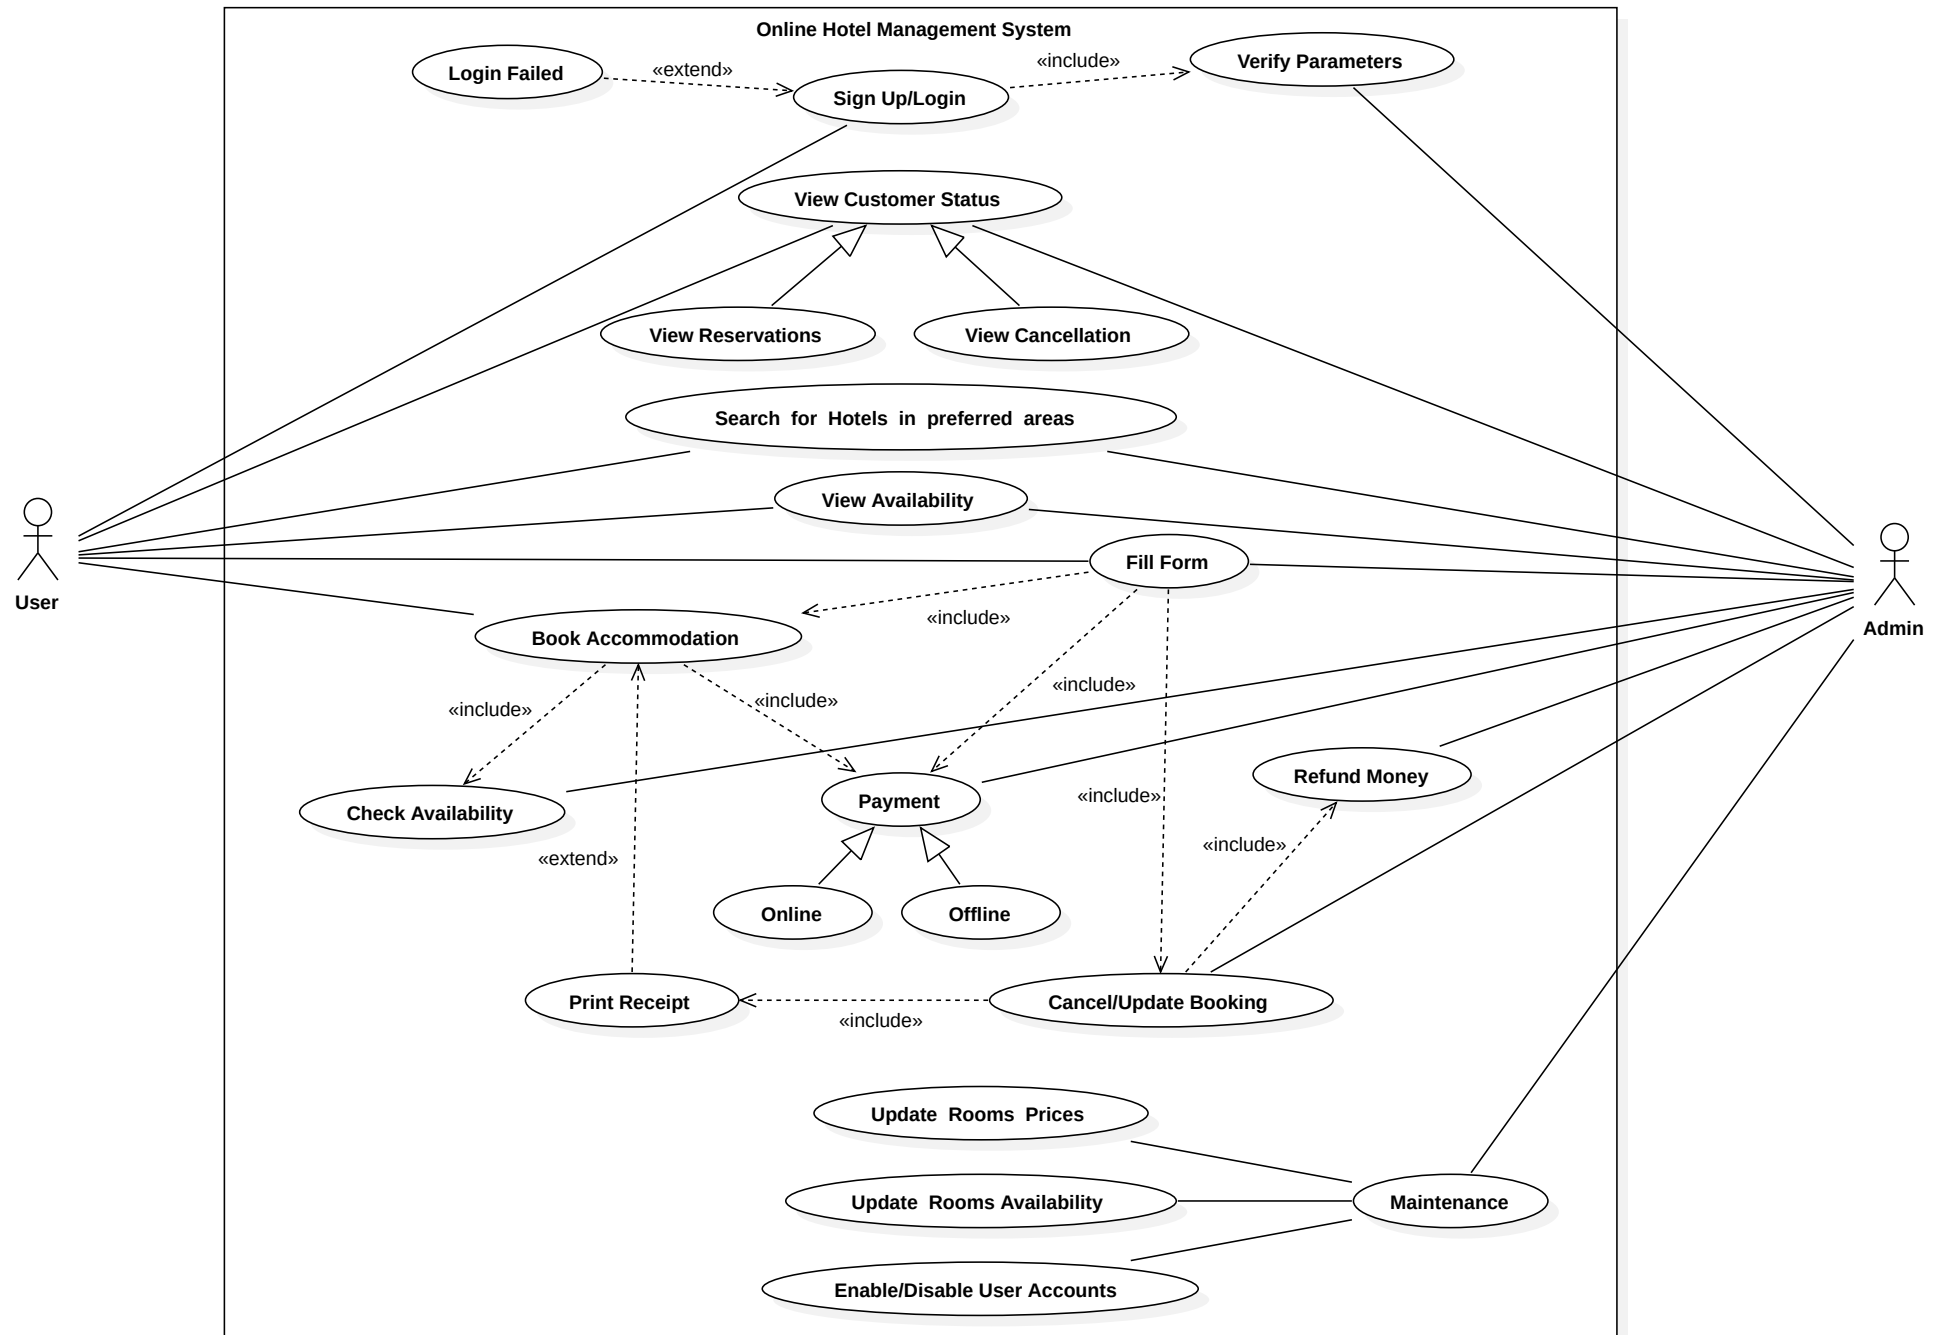 Online Hotel Management System
Login Failed
«extend»
Sign Up/Login
«include»
Verify Parameters
View Customer Status
View Reservations
View Cancellation
Search for Hotels in preferred areas
View Availability
User
Fill Form
Admin
«include»
Book Accommodation
«include»
«include»
«include»
Check Availability
Payment
«include»
Refund Money
«extend»
«include»
Online
Offline
Print Receipt
«include»
Cancel/Update Booking
Update Rooms Prices
Update Rooms Availability
Maintenance
Enable/Disable User Accounts